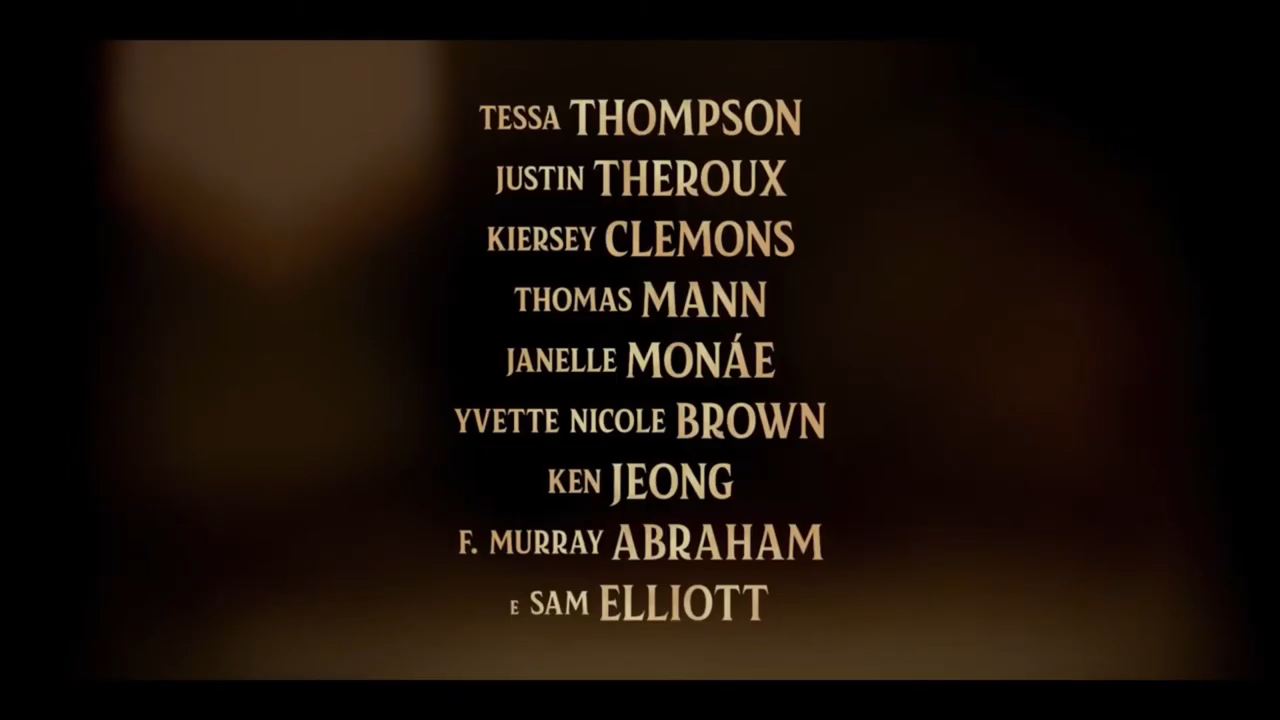 TESSA THOMPSON
JUSTIN THEROUX
KIERSEY CLEMONS
THOMAS MANN
JANELLE MONÁE
YVETTE NICOLE BROWN
KEN JEONG
F. MURRAY ABRAHAM
E SAM ELLIOTT